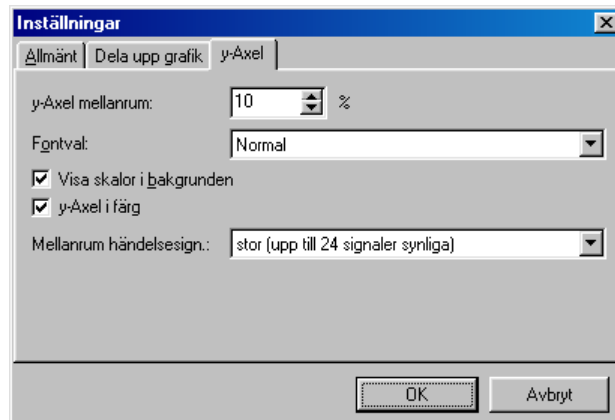 Inställningar
Allmänt Dela upp grafik y-Axel
y-Axel mellanrum: 10 %
Fontval: Normal
Visa skalor i bakgrunden
y-Axel i färg
Mellanrum händelsesign.: stor (upp till 24 signaler synliga)
OK Avbryt